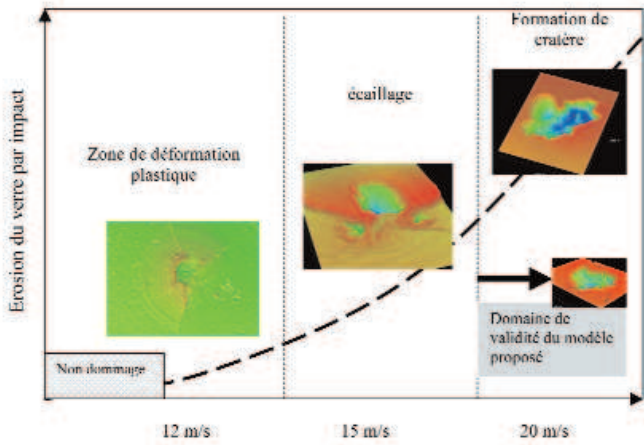 Erosion du verre par impact
Zone de déformation
plastique
écaillage
Formation de
cratère
Non dommage
Domaine de
validité du modèle
proposé
12 m/s
15 m/s
20 m/s